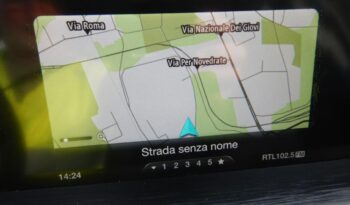 Via Roma
Via Nazionale Dei Giovi
Via Per Novedrate
Strada senza nome
14:24
1 2 3 4 5
RTL102.5 FM